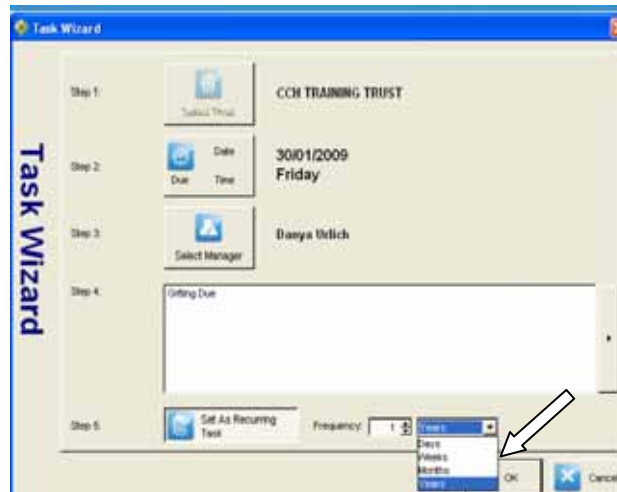 Task Wizard
Task Wizard
Step 1:
Select Trust
CCH TRAINING TRUST
Step 2:
Date
Due Time
30/01/2009
Friday
Step 3:
Select Manager
Danya Urlich
Step 4:
Gifting Due
Step 5:
Set As Recurring
Task
Frequency: 1 Years
Days
Weeks
Months
Years
OK
Cancel